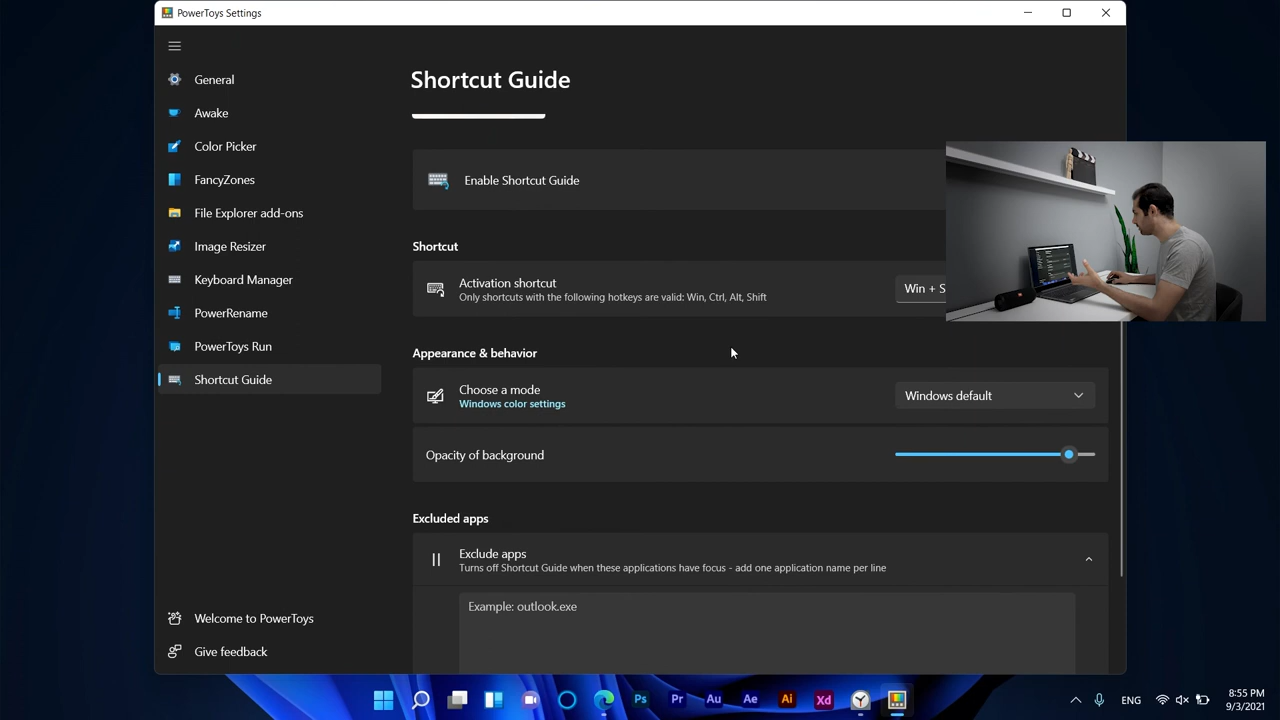 PowerToys Settings
General
Awake
Color Picker
FancyZones
File Explorer add-ons
Image Resizer
Keyboard Manager
PowerRename
PowerToys Run
Shortcut Guide
Welcome to PowerToys
Give feedback
Shortcut Guide
Enable Shortcut Guide
Shortcut
Activation shortcut
Only shortcuts with the following hotkeys are valid: Win, Ctrl, Alt, Shift
Win + S
Appearance & behavior
Choose a mode
Windows color settings
Windows default
Opacity of background
Excluded apps
Exclude apps
Turns off Shortcut Guide when these applications have focus - add one application name per line
Example: outlook.exe
Ps
Pr
Au
Ae
Ai
Xd
ENG
8:55 PM
9/3/2021